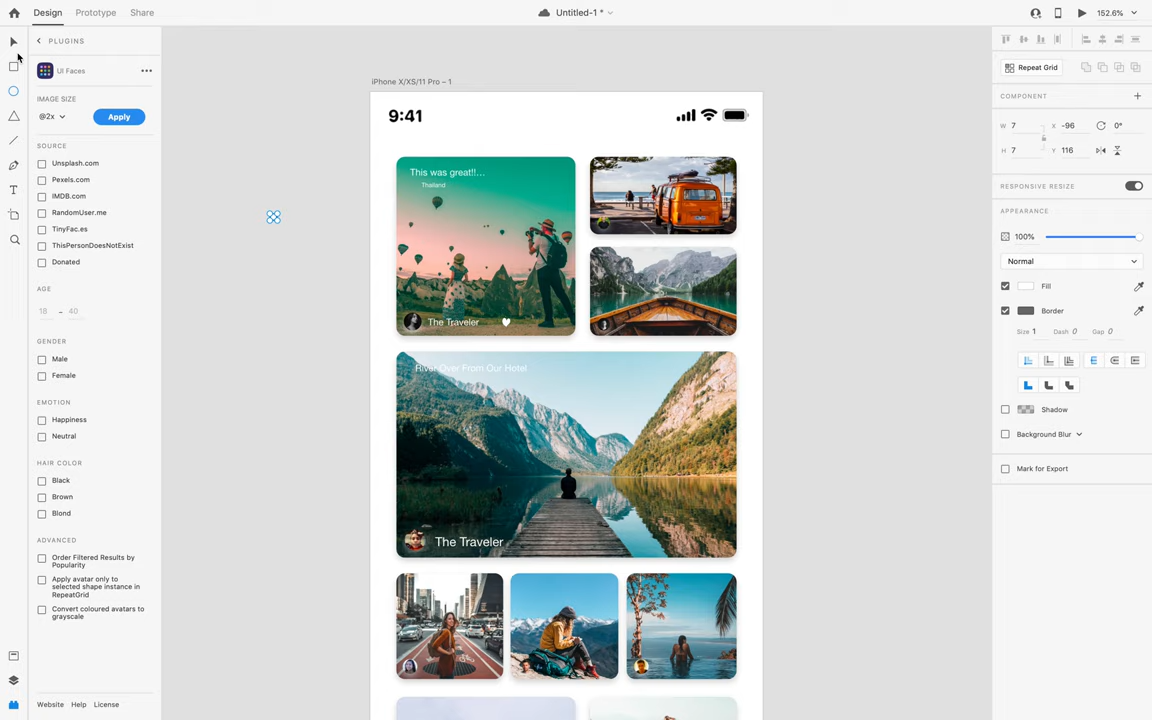 Design
Prototype
Share
Untitled-1 *
152.6%
PLUGINS
UI Faces
IMAGE SIZE
@2x
Apply
SOURCE
Unsplash.com
Pexels.com
IMDB.com
RandomUser.me
TinyFac.es
ThisPersonDoesNotExist
Donated
AGE
18 - 40
GENDER
Male
Female
EMOTION
Happiness
Neutral
HAIR COLOR
Black
Brown
Blond
ADVANCED
Order Filtered Results by
Popularity
Apply avatar only to
selected shape instance in
RepeatGrid
Convert coloured avatars to
grayscale
Website
Help
License
iPhone X/XS/11 Pro – 1
9:41
This was great!!...
Thailand
The Traveler
River Over From Our Hotel
The Traveler
Repeat Grid
COMPONENT
W 7
X -96
0°
H 7
Y 116
RESPONSIVE RESIZE
APPEARANCE
100%
Normal
Fill
Border
Size 1
Dash 0
Gap 0
Shadow
Background Blur
Mark for Export